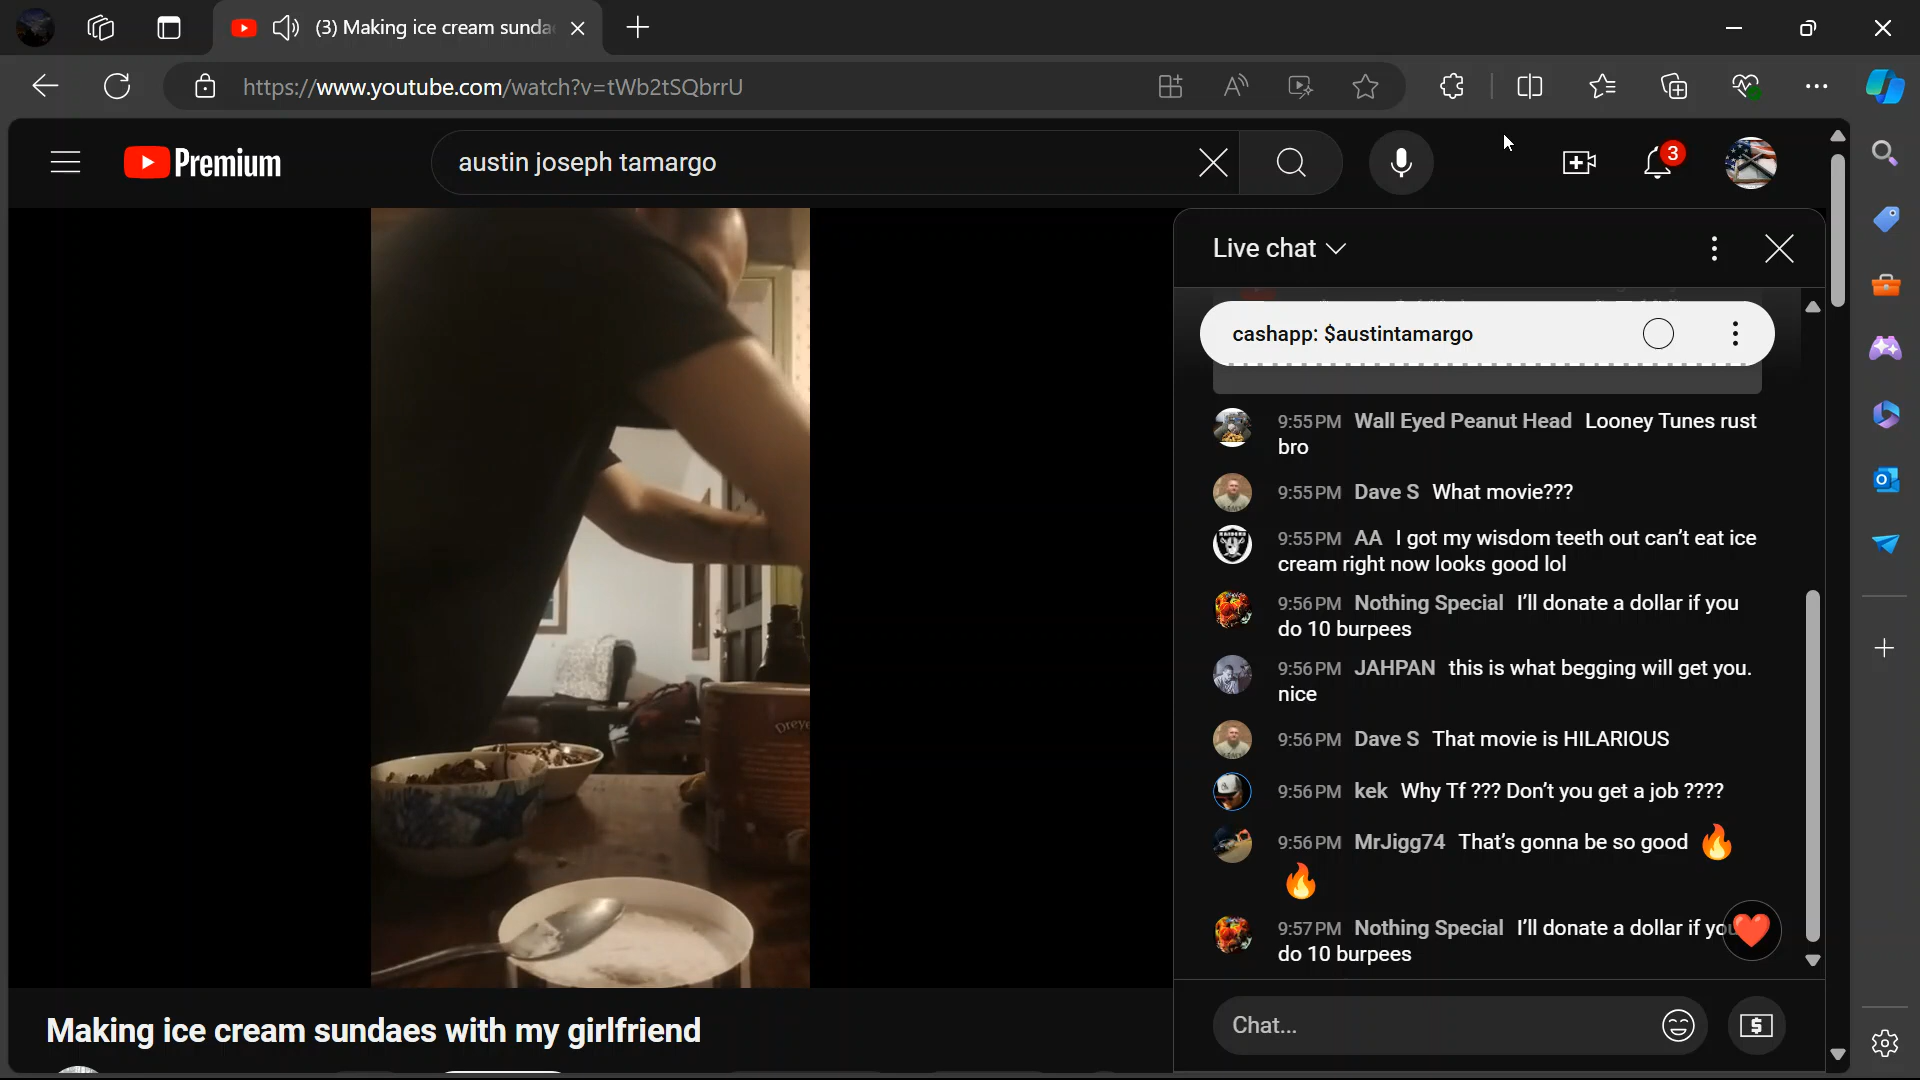 (3) Making ice cream sunda
https://www.youtube.com/watch?v=tWb2tSQbrrU
Premium
austin joseph tamargo
3
Live chat
cashapp: $austintamargo
9:55 PM Wall Eyed Peanut Head Looney Tunes rust
bro
9:55 PM Dave S What movie???
RAIDERS
9:55 PM AA I got my wisdom teeth out can't eat ice
cream right now looks good lol
9:56 PM Nothing Special I'll donate a dollar if you
do 10 burpees
9:56 PM JAHPAN this is what begging will get you.
nice
Dreye
9:56 PM Dave S That movie is HILARIOUS
9:56 PM kek Why Tf ??? Don't you get a job ????
9:56 PM MrJigg74 That's gonna be so good 🔥
🔥
9:57 PM Nothing Special I'll donate a dollar if you
do 10 burpees
Making ice cream sundaes with my girlfriend
Chat...